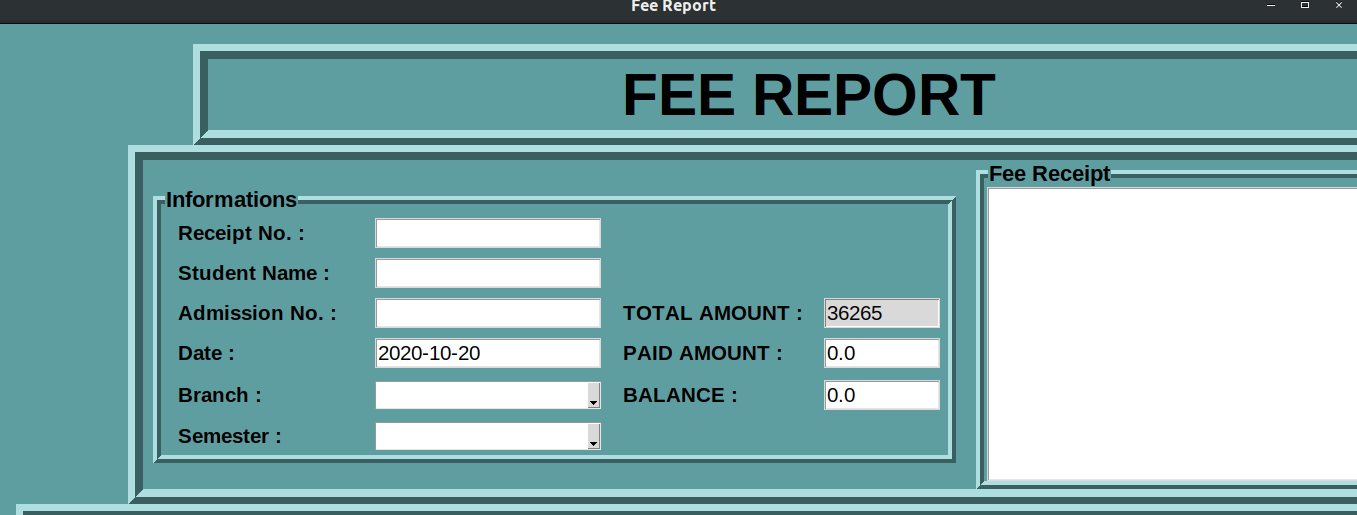 Fee Report
FEE REPORT
Informations
Receipt No. :
Student Name :
Admission No. :
Date : 2020-10-20
Branch :
Semester :
TOTAL AMOUNT : 36265
PAID AMOUNT : 0.0
BALANCE : 0.0
Fee Receipt